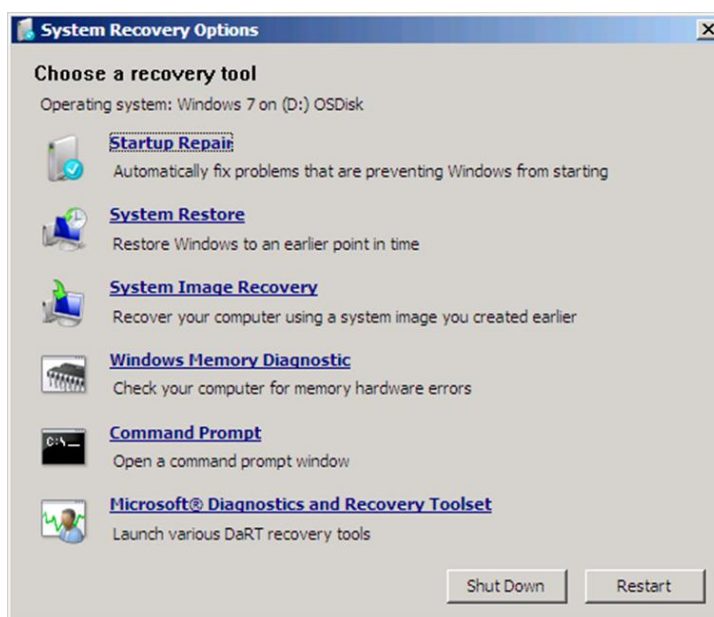 System Recovery Options
Choose a recovery tool
Operating system: Windows 7 on (D:) OSDisk
Startup Repair
Automatically fix problems that are preventing Windows from starting
System Restore
Restore Windows to an earlier point in time
System Image Recovery
Recover your computer using a system image you created earlier
Windows Memory Diagnostic
Check your computer for memory hardware errors
C:\_
Command Prompt
Open a command prompt window
Microsoft® Diagnostics and Recovery Toolset
Launch various DaRT recovery tools
Shut Down
Restart